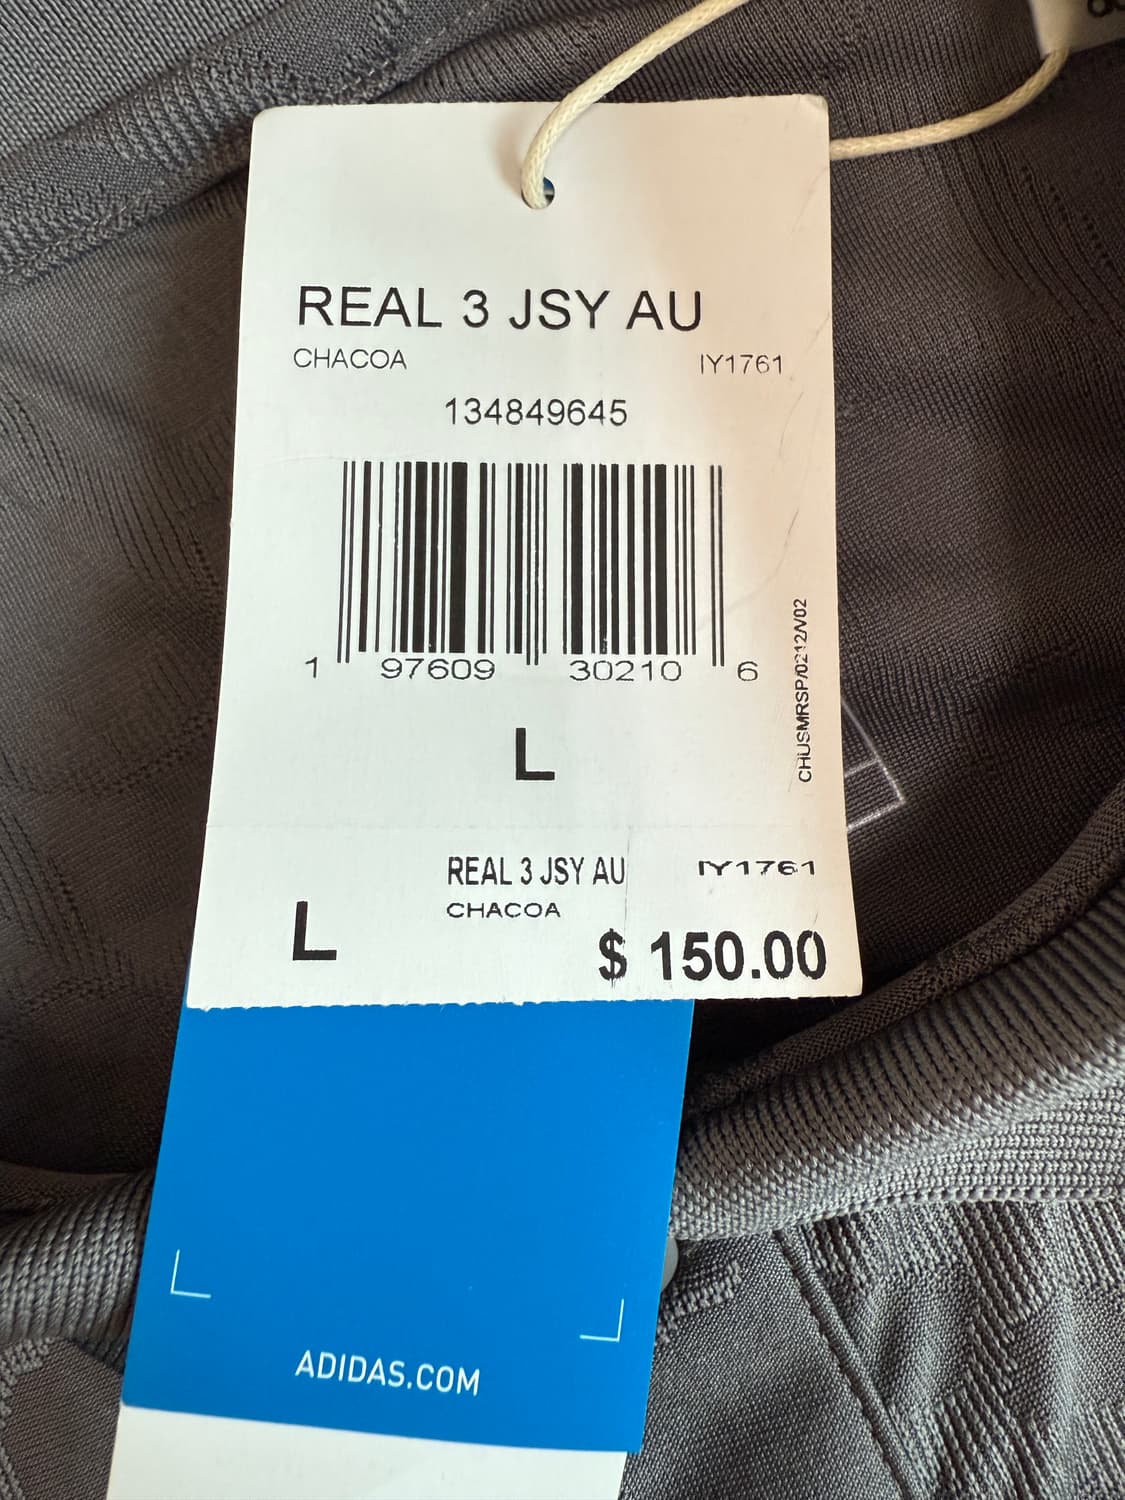 REAL 3 JSY AU
CHACOA IY1761
134849645
1 97609 30210 6
CHUSMRSP/0212/V02
L
REAL 3 JSY AU IY1761
CHACOA
L $ 150.00
ADIDAS.COM